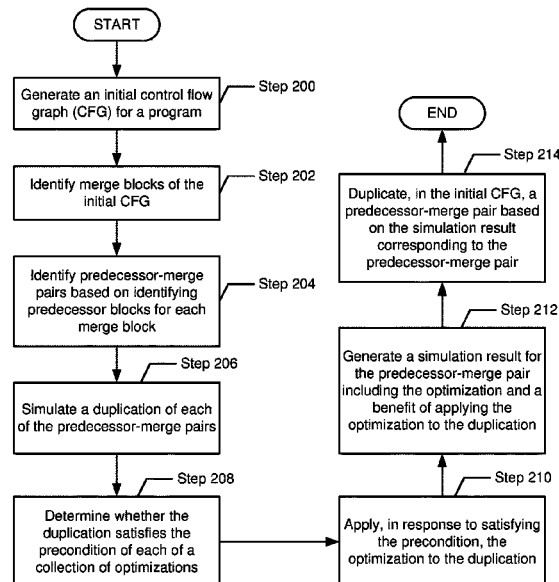 START
Generate an initial control flow
graph (CFG) for a program
Step 200
Identify merge blocks of the
initial CFG
Step 202
Identify predecessor-merge
pairs based on identifying
predecessor blocks for each
merge block
Step 204
Step 206
Simulate a duplication of each
of the predecessor-merge pairs
Step 208
Determine whether the
duplication satisfies the
precondition of each of a
collection of optimizations
Step 210
Apply, in response to satisfying
the precondition, the
optimization to the duplication
Step 212
Generate a simulation result for
the predecessor-merge pair
including the optimization and a
benefit of applying the
optimization to the duplication
Step 214
Duplicate, in the initial CFG, a
predecessor-merge pair based
on the simulation result
corresponding to the
predecessor-merge pair
END